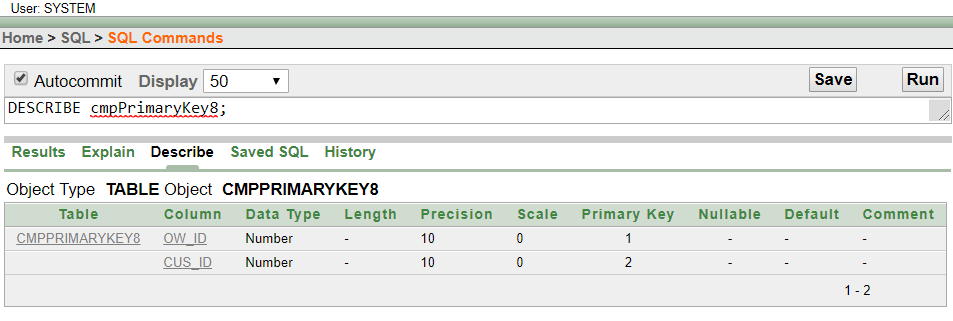 User: SYSTEM
Home > SQL > SQL Commands
Autocommit Display 50 Save Run
DESCRIBE cmpPrimaryKey8;
Results Explain Describe Saved SQL History
Object Type TABLE Object CMPPRIMARYKEY8
Table Column Data Type Length Precision Scale Primary Key Nullable Default Comment
CMPPRIMARYKEY8 OW_ID Number - 10 0 1 - - -
CUS_ID Number - 10 0 2 - - -
1 - 2